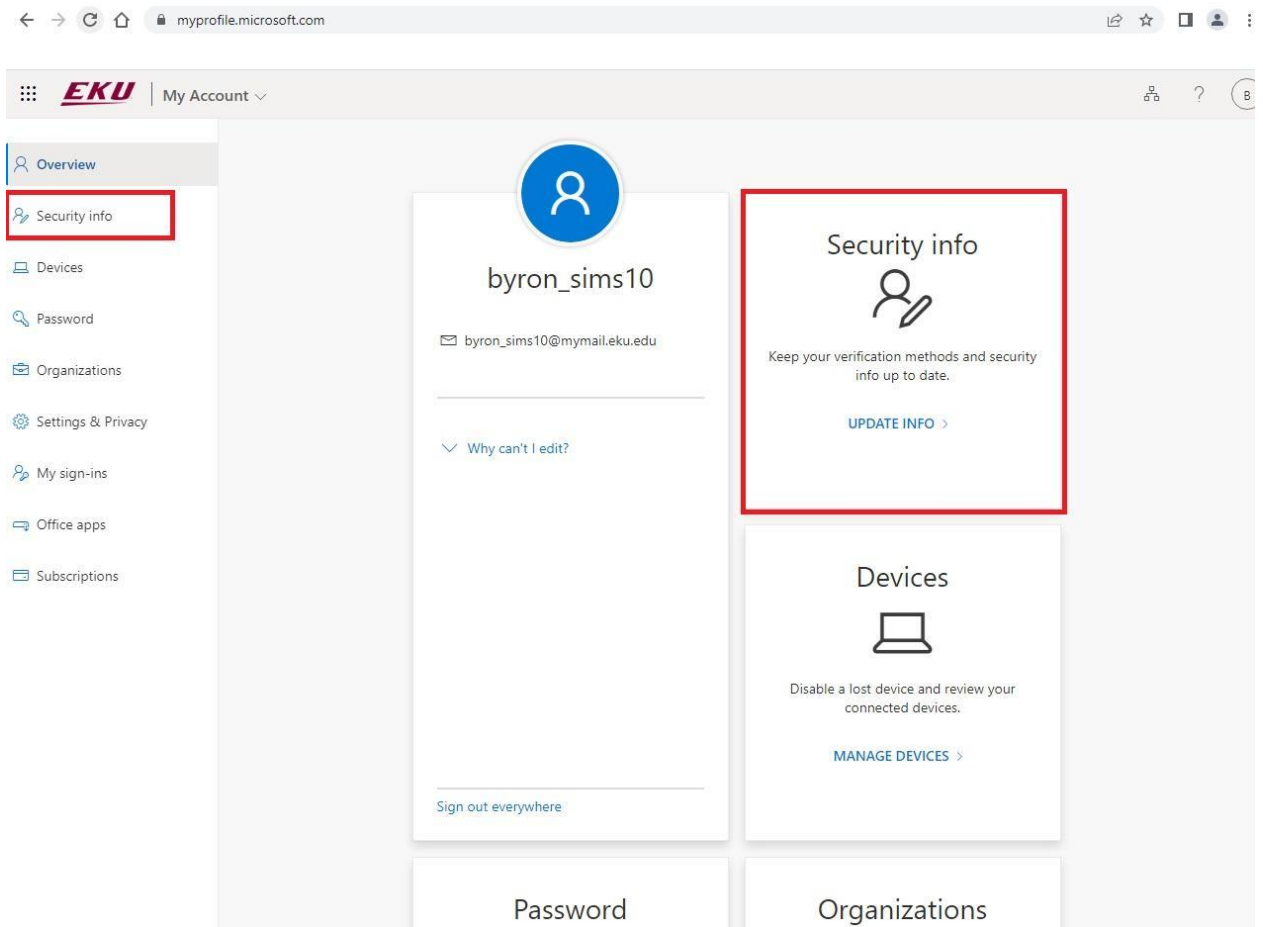 myprofile.microsoft.com
EKU My Account
? B
Overview
Security info
Devices
Password
Organizations
Settings & Privacy
My sign-ins
Office apps
Subscriptions
byron_sims10
byron_sims10@mymail.eku.edu
Why can't I edit?
Sign out everywhere
Security info
Keep your verification methods and security
info up to date.
UPDATE INFO >
Devices
Disable a lost device and review your
connected devices.
MANAGE DEVICES >
Password
Organizations